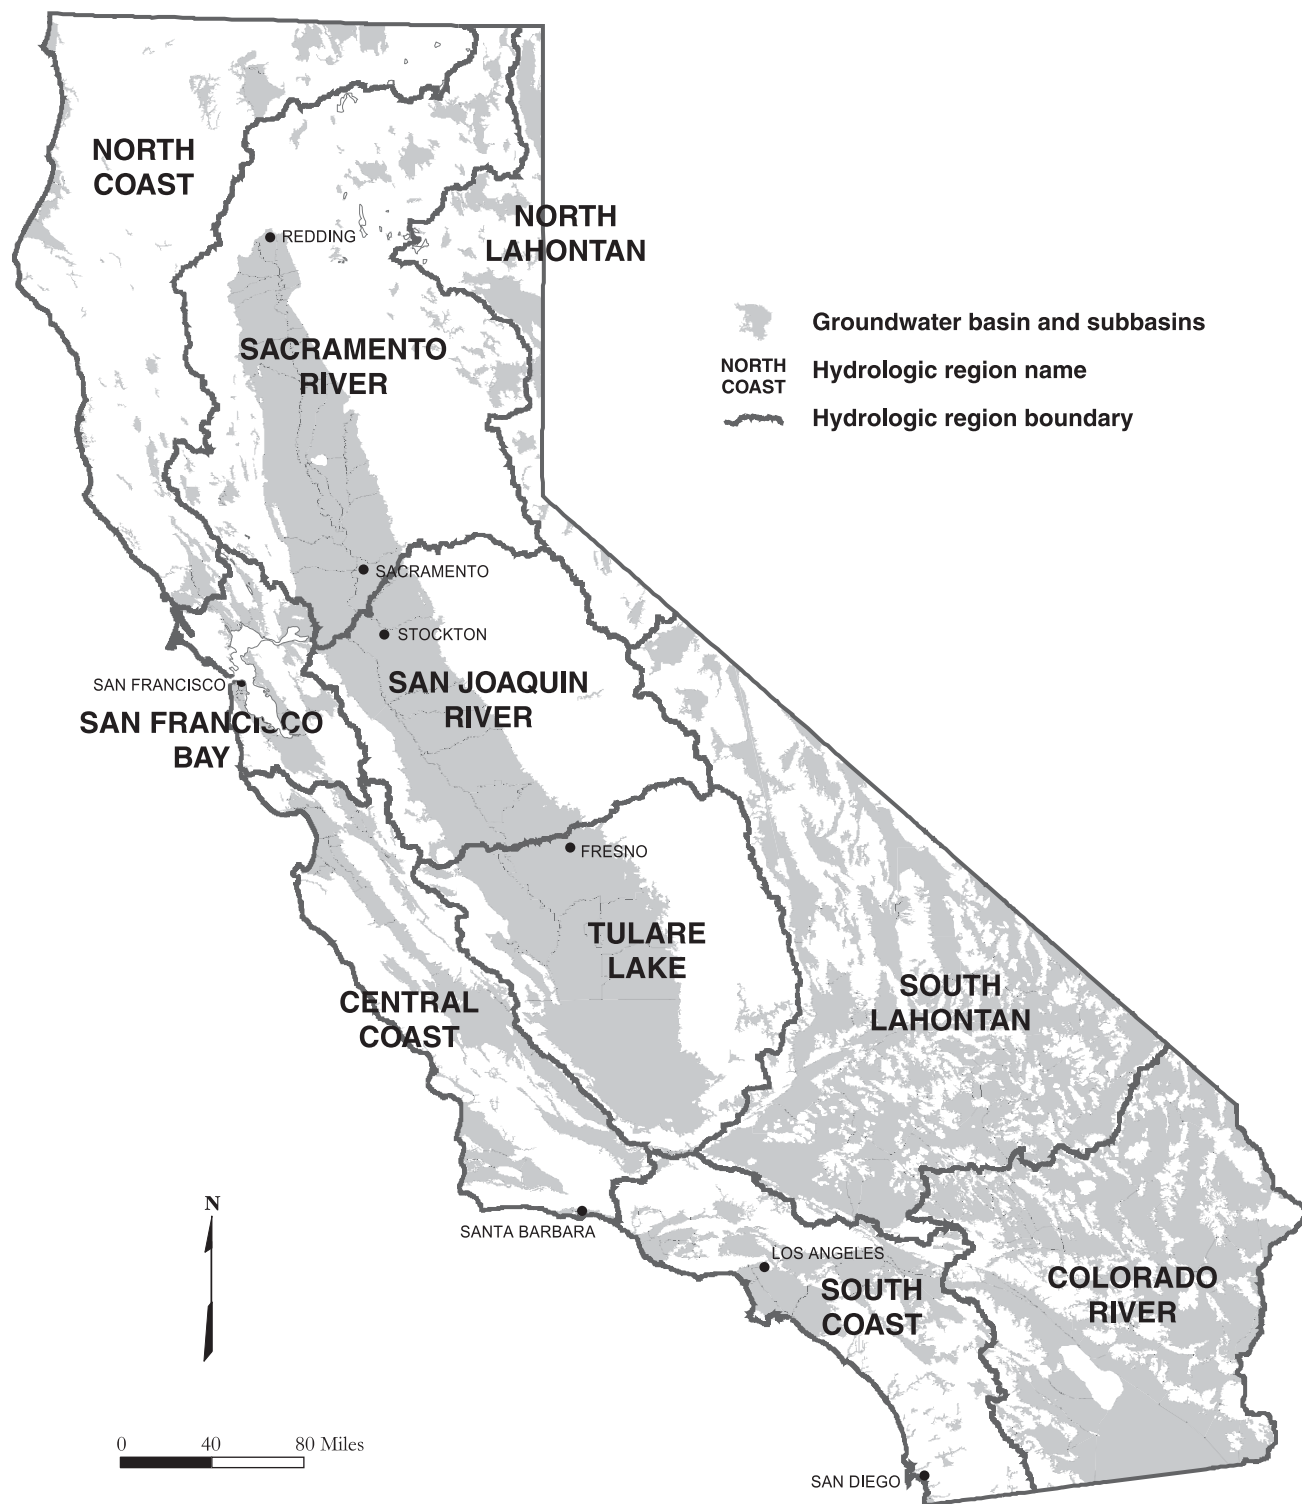 NORTH
COAST
NORTH
LAHONTAN
REDDING
Groundwater basin and subbasins
NORTH
COAST
Hydrologic region name
Hydrologic region boundary
SACRAMENTO
RIVER
SACRAMENTO
STOCKTON
SAN JOAQUIN
RIVER
SAN FRANCISCO
SAN FRANCISCO
BAY
FRESNO
TULARE
LAKE
CENTRAL
COAST
SOUTH
LAHONTAN
N
SANTA BARBARA
LOS ANGELES
SOUTH
COAST
COLORADO
RIVER
0 40 80 Miles
SAN DIEGO